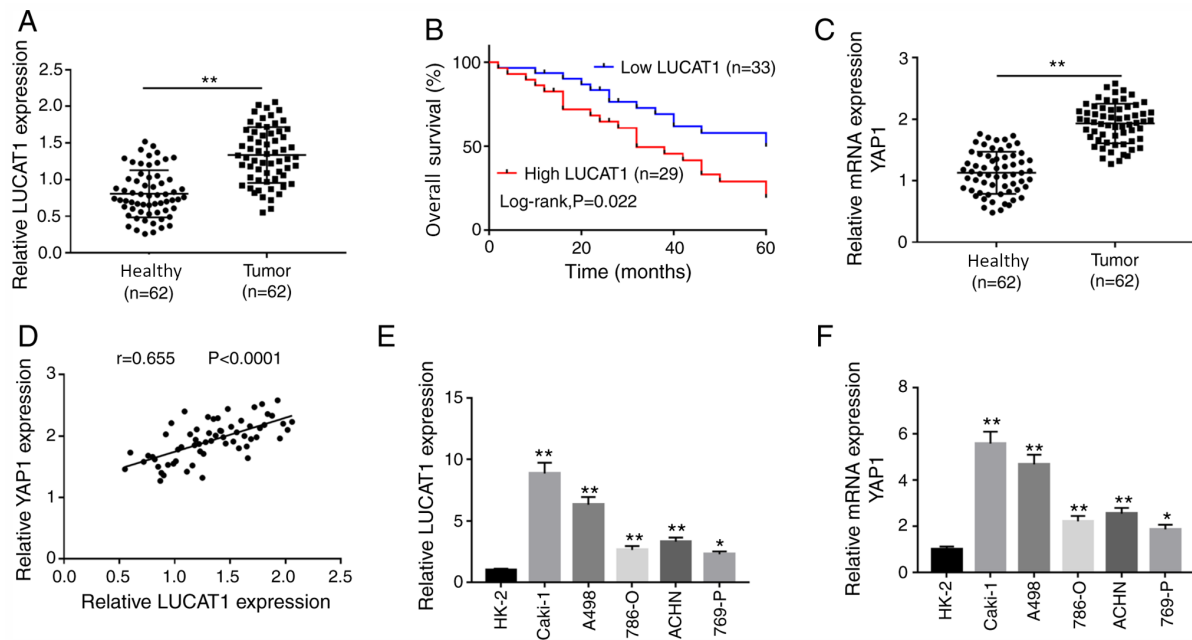 A
Relative LUCAT1 expression
2.5
2.0
1.5
1.0
0.5
0.0
**
Healthy
(n=62)
Tumor
(n=62)
B
Overall survival (%)
100
50
0
Low LUCAT1 (n=33)
High LUCAT1 (n=29)
Log-rank,P=0.022
0
20
40
60
Time (months)
C
Relative mRNA expression
YAP1
3
2
1
0
**
Healthy
(n=62)
Tumor
(n=62)
D
r=0.655
P<0.0001
Relative YAP1 expression
3
2
1
0
0.0
0.5
1.0
1.5
2.0
2.5
Relative LUCAT1 expression
E
Relative LUCAT1 expression
15
10
5
0
**
**
**
**
*
HK-2
Caki-1
A498
786-O
ACHN
769-P
F
Relative mRNA expression
YAP1
8
6
4
2
0
**
**
**
**
*
HK-2
Caki-1
A498
786-O
ACHN
769-P